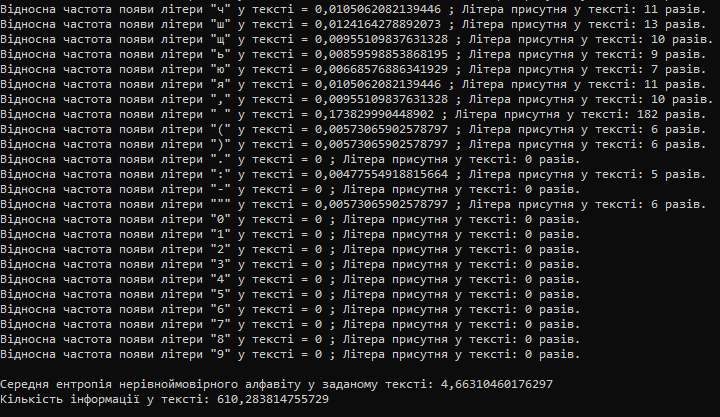 Відносна частота появи літери "ч" у тексті = 0,0105062082139446 ; Літера присутня у тексті: 11 разів.
Відносна частота появи літери "ш" у тексті = 0,0124164278892073 ; Літера присутня у тексті: 13 разів.
Відносна частота появи літери "щ" у тексті = 0,00955109837631328 ; Літера присутня у тексті: 10 разів.
Відносна частота появи літери "ь" у тексті = 0,00859598853868195 ; Літера присутня у тексті: 9 разів.
Відносна частота появи літери "ю" у тексті = 0,00668576886341929 ; Літера присутня у тексті: 7 разів.
Відносна частота появи літери "я" у тексті = 0,0105062082139446 ; Літера присутня у тексті: 11 разів.
Відносна частота появи літери "," у тексті = 0,00955109837631328 ; Літера присутня у тексті: 10 разів.
Відносна частота появи літери " " у тексті = 0,173829990448902 ; Літера присутня у тексті: 182 разів.
Відносна частота появи літери "(" у тексті = 0,00573065902578797 ; Літера присутня у тексті: 6 разів.
Відносна частота появи літери ")" у тексті = 0,00573065902578797 ; Літера присутня у тексті: 6 разів.
Відносна частота появи літери "." у тексті = 0 ; Літера присутня у тексті: 0 разів.
Відносна частота появи літери ":" у тексті = 0,00477554918815664 ; Літера присутня у тексті: 5 разів.
Відносна частота появи літери "-" у тексті = 0 ; Літера присутня у тексті: 0 разів.
Відносна частота появи літери """ у тексті = 0,00573065902578797 ; Літера присутня у тексті: 6 разів.
Відносна частота появи літери "0" у тексті = 0 ; Літера присутня у тексті: 0 разів.
Відносна частота появи літери "1" у тексті = 0 ; Літера присутня у тексті: 0 разів.
Відносна частота появи літери "2" у тексті = 0 ; Літера присутня у тексті: 0 разів.
Відносна частота появи літери "3" у тексті = 0 ; Літера присутня у тексті: 0 разів.
Відносна частота появи літери "4" у тексті = 0 ; Літера присутня у тексті: 0 разів.
Відносна частота появи літери "5" у тексті = 0 ; Літера присутня у тексті: 0 разів.
Відносна частота появи літери "6" у тексті = 0 ; Літера присутня у тексті: 0 разів.
Відносна частота появи літери "7" у тексті = 0 ; Літера присутня у тексті: 0 разів.
Відносна частота появи літери "8" у тексті = 0 ; Літера присутня у тексті: 0 разів.
Відносна частота появи літери "9" у тексті = 0 ; Літера присутня у тексті: 0 разів.
Середня ентропія нерівноймовірного алфавіту у заданому тексті: 4,66310460176297
Кількість інформації у тексті: 610,283814755729